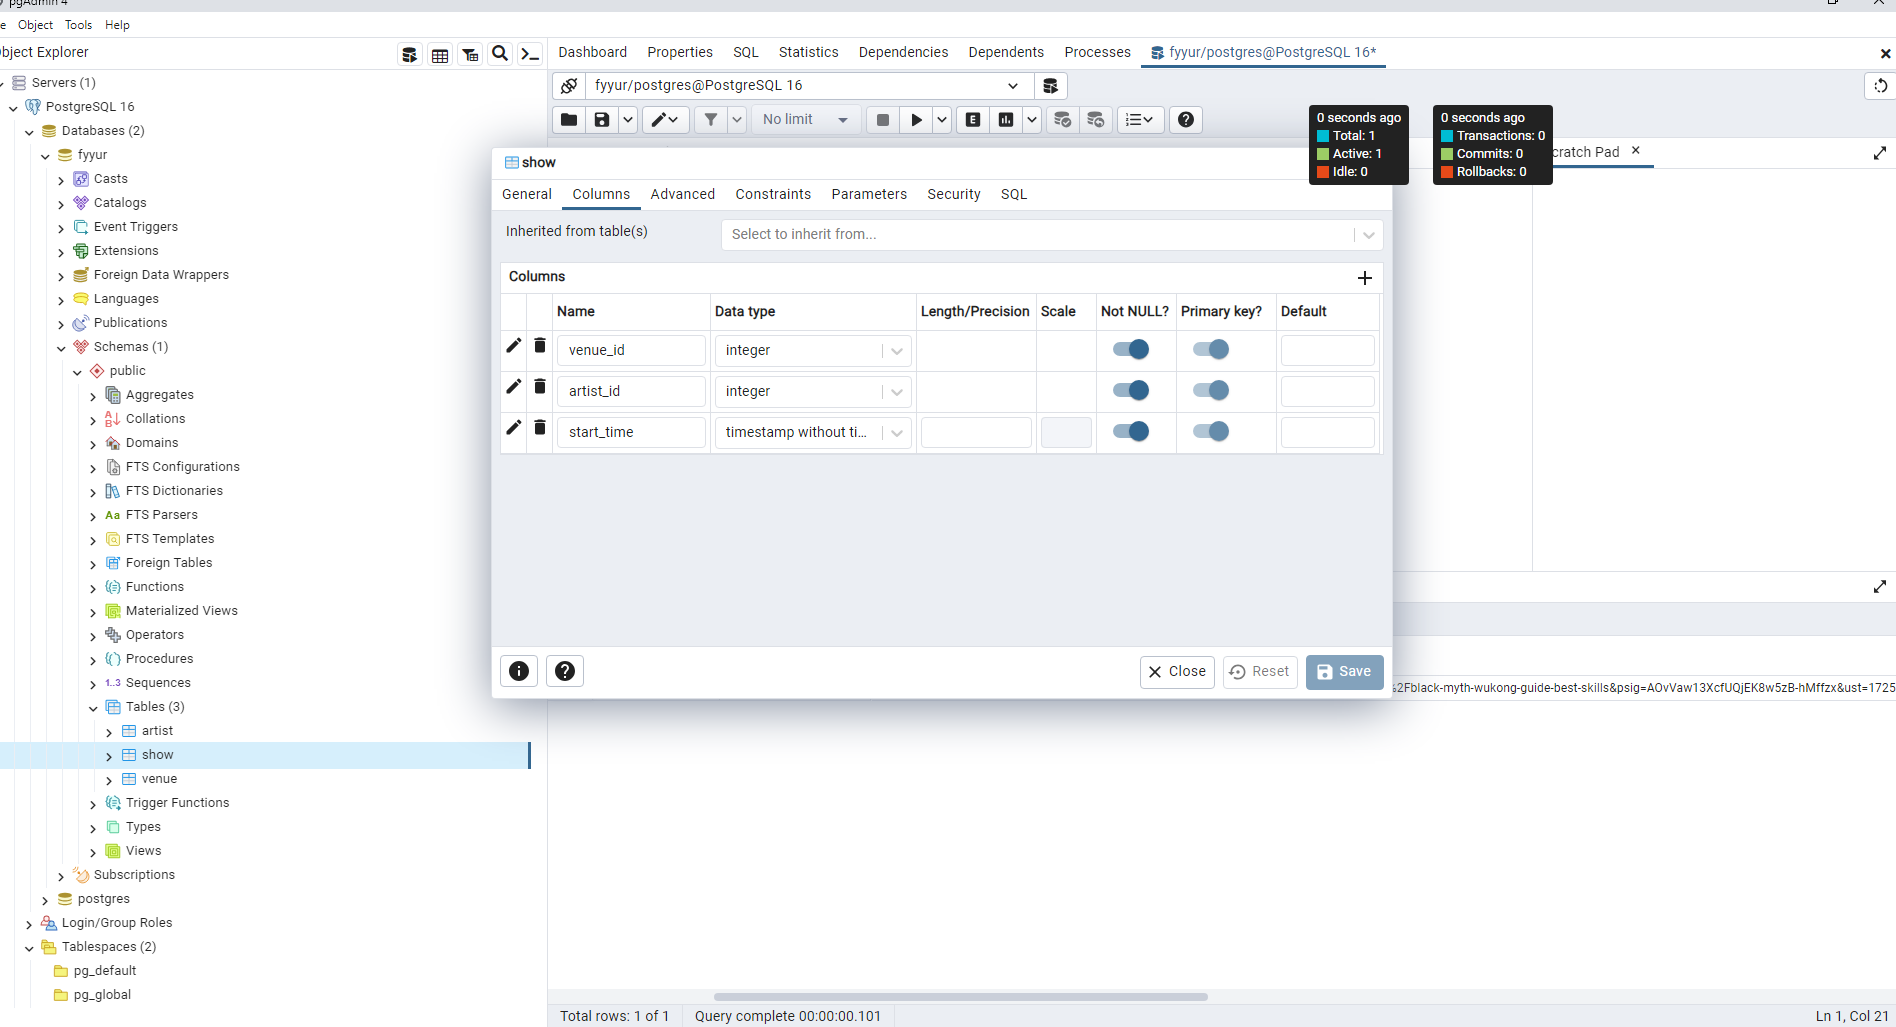 pgAdmin 4
e Object Tools Help
bject Explorer
Dashboard Properties SQL Statistics Dependencies Dependents Processes fyyur/postgres@PostgreSQL 16*
fyyur/postgres@PostgreSQL 16
No limit
0 seconds ago
Total: 1
Active: 1
Idle: 0
0 seconds ago
Transactions: 0
Commits: 0
Rollbacks: 0
cratch Pad
Servers (1)
PostgreSQL 16
Databases (2)
fyyur
Casts
Catalogs
Event Triggers
Extensions
Foreign Data Wrappers
Languages
Publications
Schemas (1)
public
Aggregates
Collations
Domains
FTS Configurations
FTS Dictionaries
Aa FTS Parsers
FTS Templates
Foreign Tables
Functions
Materialized Views
Operators
Procedures
1..3 Sequences
Tables (3)
artist
show
venue
Trigger Functions
Types
Views
Subscriptions
postgres
Login/Group Roles
Tablespaces (2)
pg_default
pg_global
show
General Columns Advanced Constraints Parameters Security SQL
Inherited from table(s) Select to inherit from...
Columns
Name Data type Length/Precision Scale Not NULL? Primary key? Default
venue_id integer
artist_id integer
start_time timestamp without ti...
Close Reset Save
%2Fblack-myth-wukong-guide-best-skills&psig=AOvVaw13XcfUQjEK8w5zB-hMffzx&ust=1725
Total rows: 1 of 1 Query complete 00:00:00.101 Ln 1, Col 21